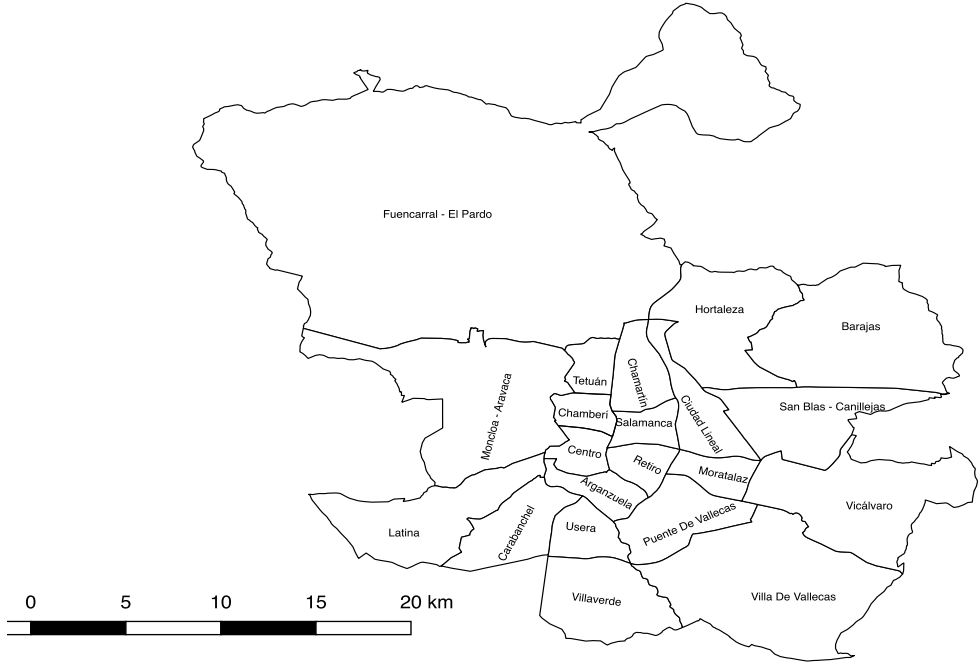 Fuencarral - El Pardo
Hortaleza
Barajas
Tetuán
Chamartín
San Blas - Canillejas
Moncloa - Aravaca
Chamberí
Salamanca
Ciudad Lineal
Centro
Retiro
Moratalaz
Arganzuela
Vicálvaro
Latina
Carabanchel
Usera
Puente De Vallecas
Villaverde
Villa De Vallecas
0 5 10 15 20 km